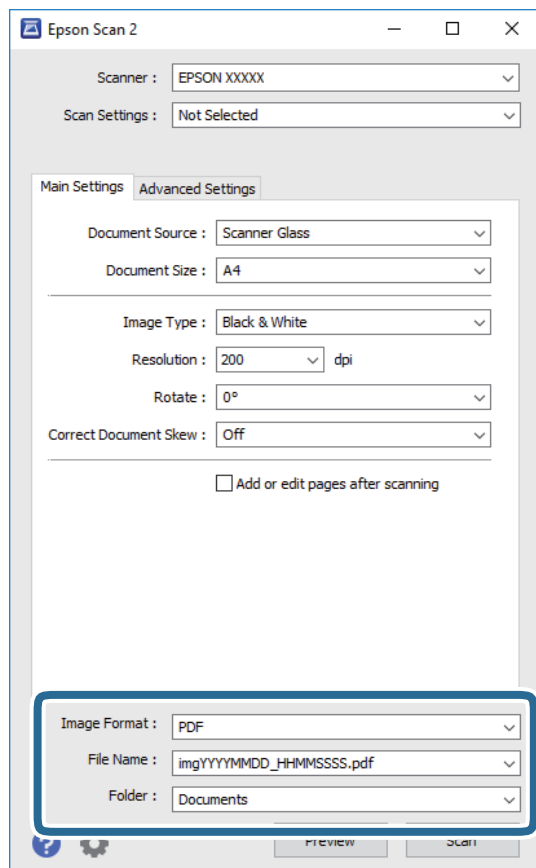 Epson Scan 2
Scanner : EPSON XXXXX
Scan Settings : Not Selected
Main Settings Advanced Settings
Document Source : Scanner Glass
Document Size : A4
Image Type : Black & White
Resolution : 200 dpi
Rotate : 0°
Correct Document Skew : Off
Add or edit pages after scanning
Image Format : PDF
File Name : imgYYYYMMDD_HHMMSSSS.pdf
Folder : Documents
? Preview Scan